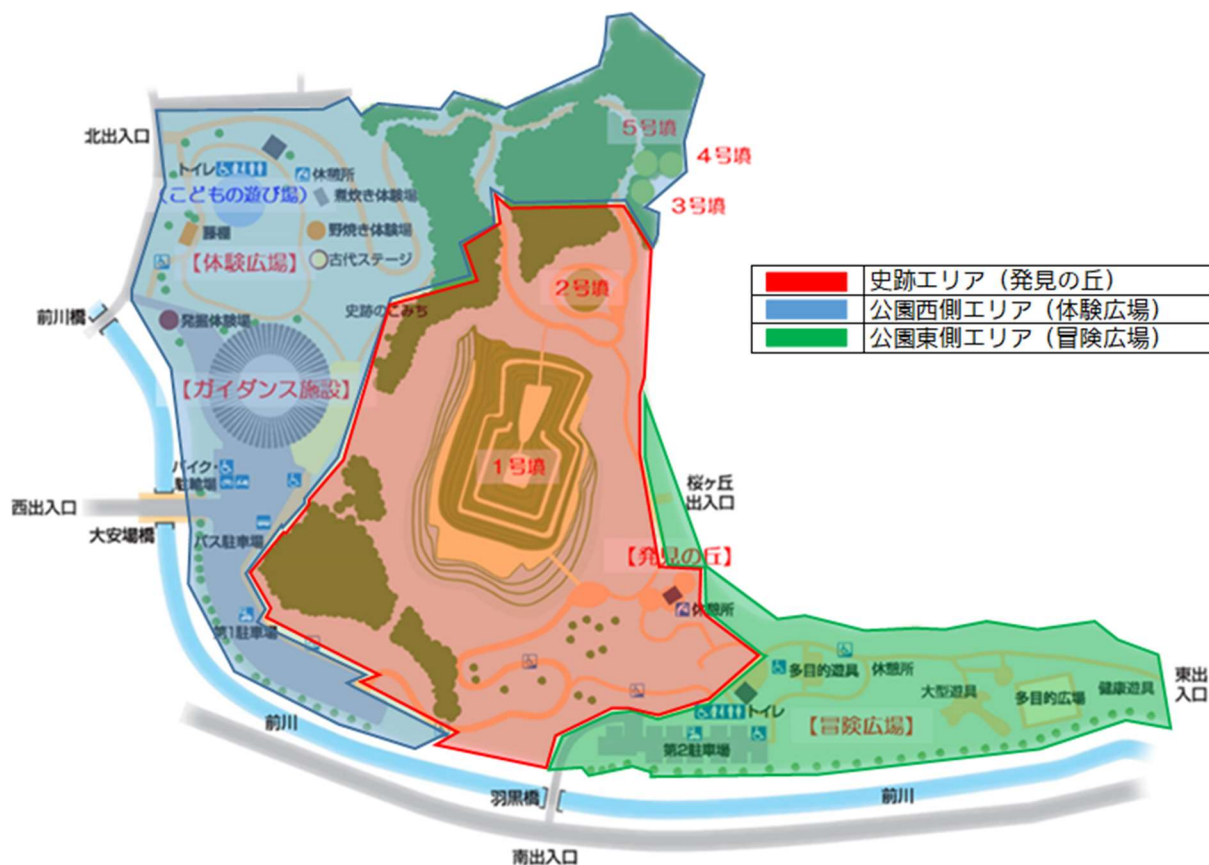 北出入口
トイレ
休憩所
(こどもの遊び場)
煮炊き体験場
藤棚
野焼き体験場
【体験広場】
古代ステージ
5号墳
4号墳
3号墳
2号墳
史跡エリア（発見の丘）
公園西側エリア（体験広場）
公園東側エリア（冒険広場）
前川橋
発掘体験場
史跡のこみち
【ガイダンス施設】
1号墳
バイク・
駐輪場
西出入口
大安場橋
バス駐車場
桜ヶ丘
出入口
【発見の丘】
休憩所
第1駐車場
多目的遊具
休憩所
大型遊具
多目的広場
健康遊具
東出
入口
トイレ
【冒険広場】
第2駐車場
前川
羽黒橋
前川
南出入口